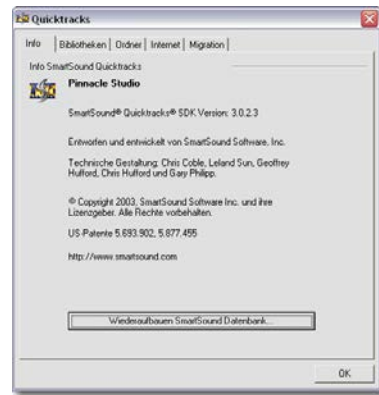 Quicktracks
Info Bibliotheken Ordner Internet Migration
Info SmartSound Quicktracks
Pinnacle Studio
SmartSound® Quicktracks® SDK Version: 3.0.2.3
Entworfen und entwickelt von SmartSound Software, Inc.
Technische Gestaltung: Chris Coble, Leland Sun, Geoffrey
Hufford, Chris Hufford und Gary Philipp.
© Copyright 2003, SmartSound Software Inc. und ihre
Lizenzgeber. Alle Rechte vorbehalten.
US-Patente 5.693.902, 5.877.455
http://www.smartsound.com
Wiederaufbauen SmartSound Datenbank...
OK